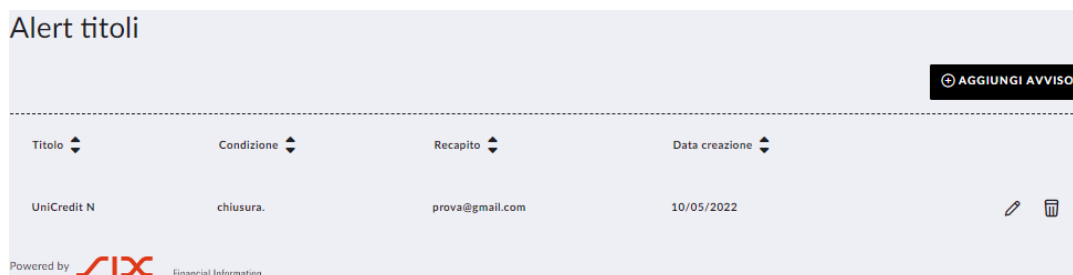 Alert titoli
AGGIUNGI AVVISO
Titolo Condizione Recapito Data creazione
UniCredit N chiusura. prova@gmail.com 10/05/2022
Powered by SIX Financial Information